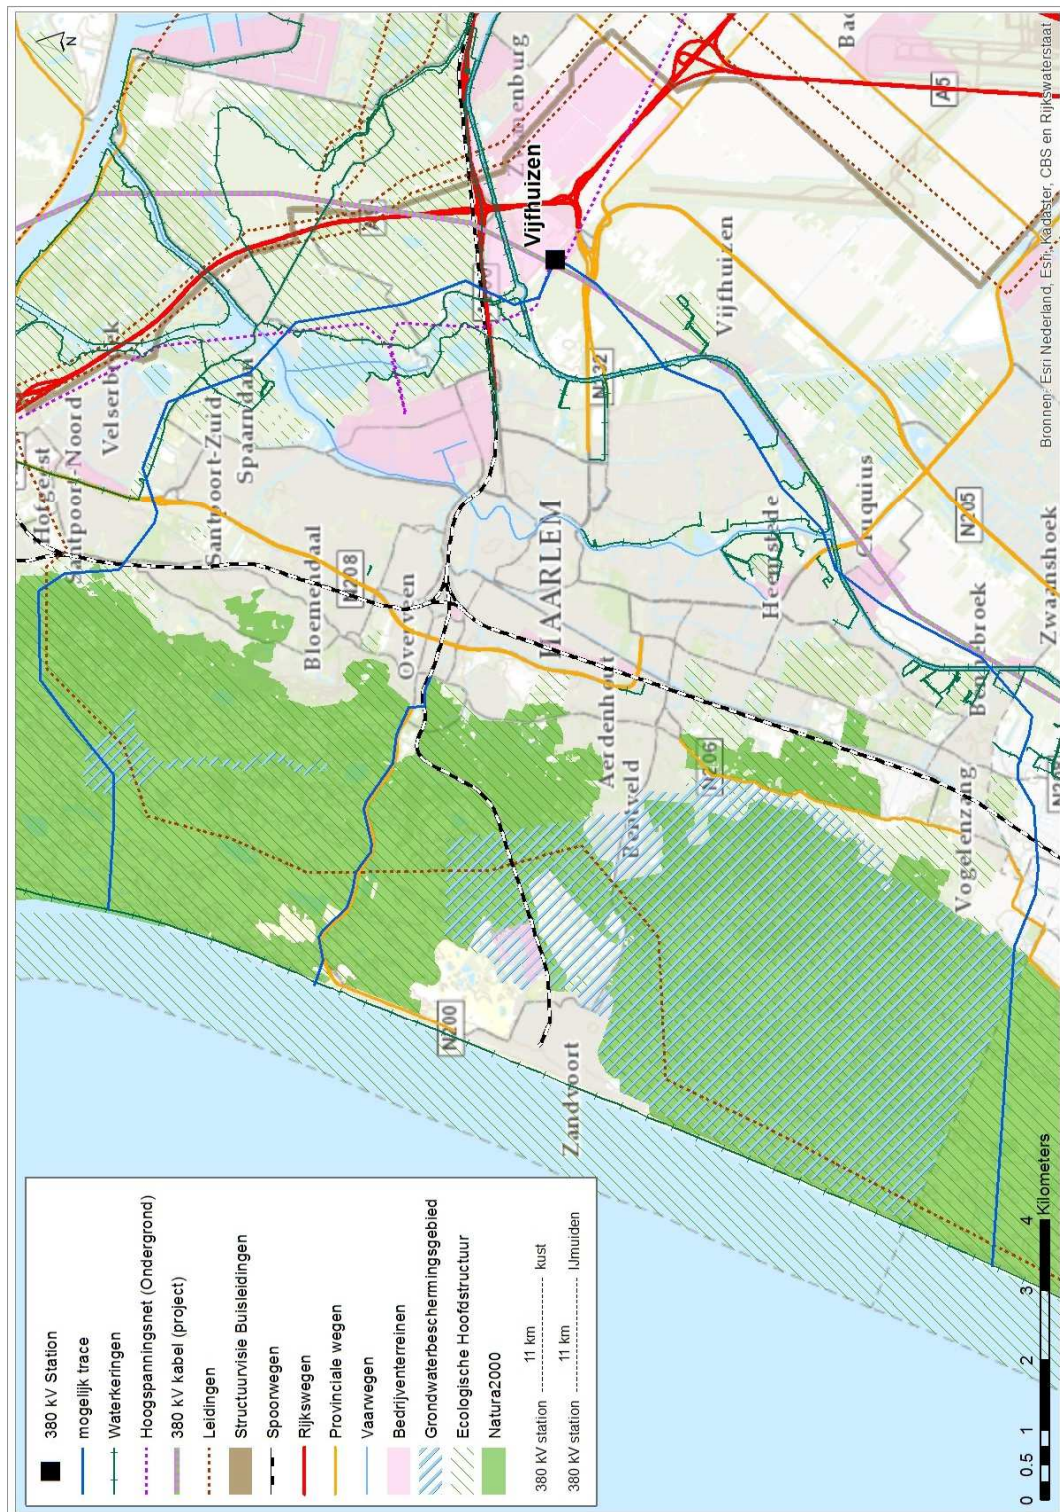 380 kV Station
mogelijk trace
Waterkeringen
Hoogspanningsnet (Ondergrond)
380 kV kabel (project)
Leidingen
Structuurvisie Buisleidingen
Spoorwegen
Rijkswegen
Provinciale wegen
Vaarwegen
Bedrijventerreinen
Grondwaterbeschermingsgebied
Ecologische Hoofdstructuur
Natura2000
380 kV station ----------- 11 km ----------- kust
380 kV station ----------- 11 km ----------- IJmuiden
N
Hofgeest
Santpoort-Noord
Velserbroek
Santpoort-Zuid
Spaarndam
Bloemendaal
N208
Overveen
HAARLEM
Vijfhuizen
A5
N200
Zandvoort
Aerdenhout
Bentveld
N206
Heemstede
Vijfhuizen
Cruquius
N205
Bennebroek
Zwaanshoek
Vogelenzang
0 0.5 1 2 3 4
Kilometers
Bronnen: Esri Nederland, Esri, Kadaster, CBS en Rijkswaterstaat